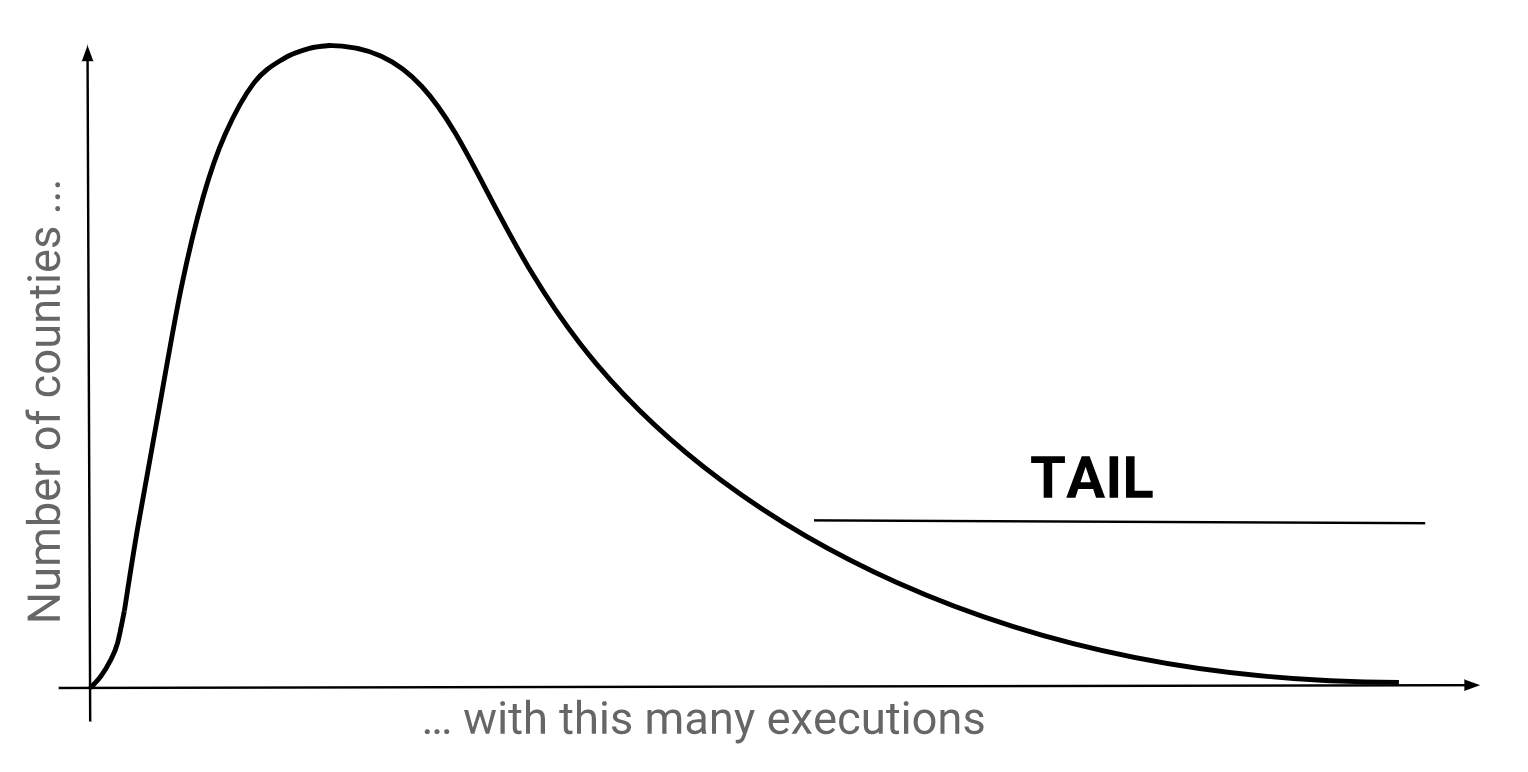 Number of counties ...
TAIL
... with this many executions